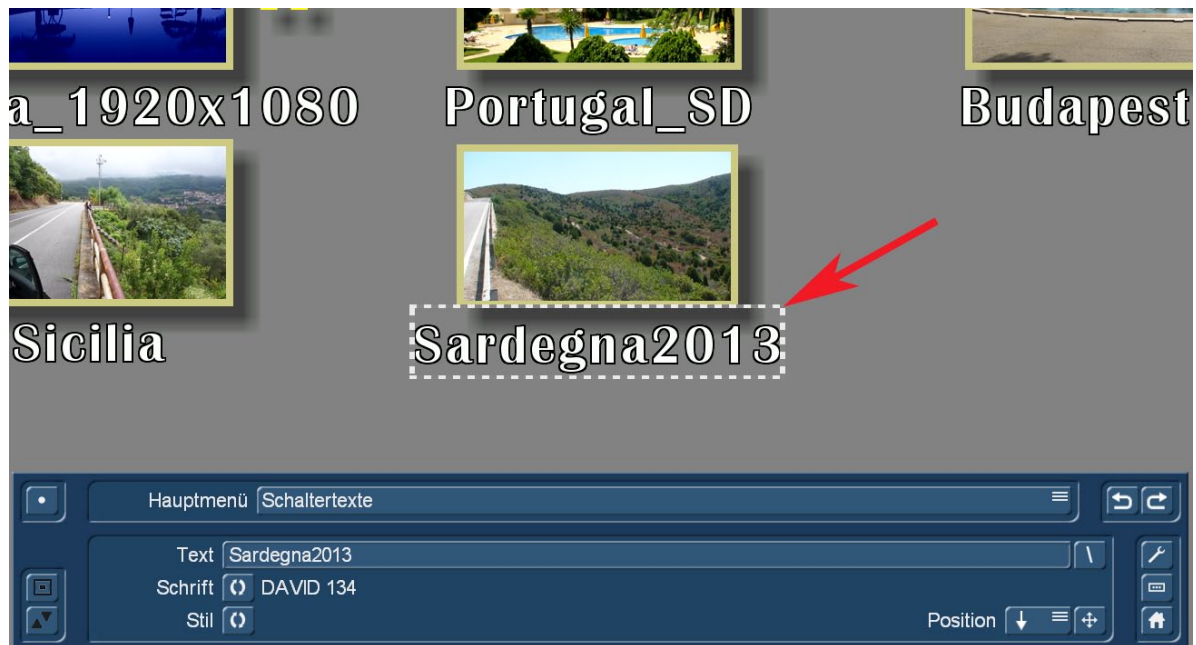 a_1920x1080
Portugal_SD
Budapest
Sicilia
Sardegna2013
Hauptmenü Schaltertexte
Text Sardegna2013
Schrift DAVID 134
Stil
Position